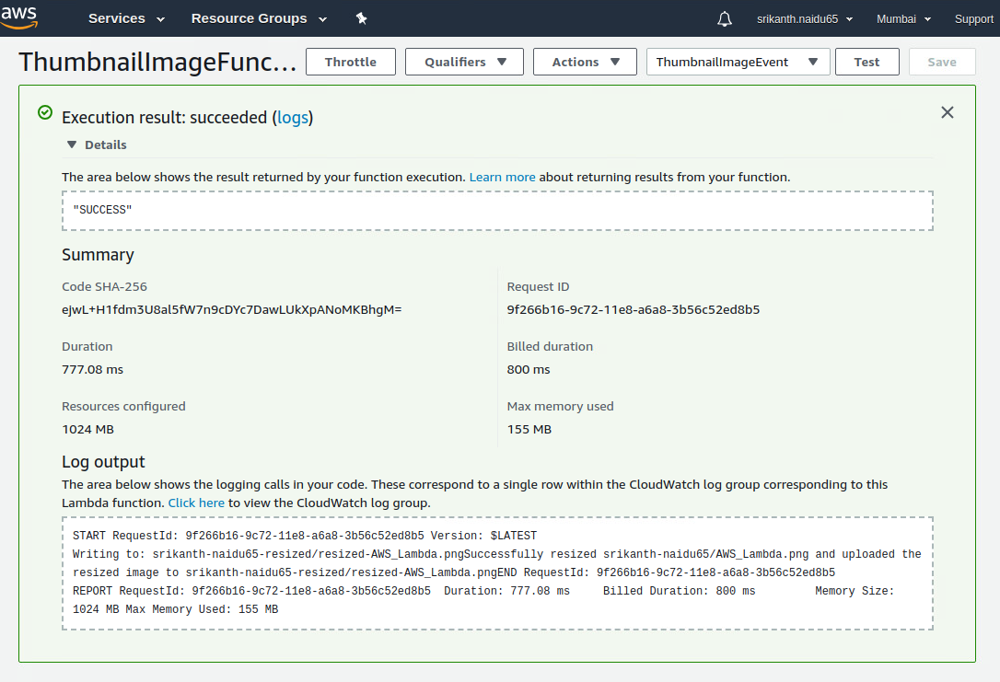 aws Services Resource Groups srikanth.naidu65 Mumbai Support
ThumbnailImageFunc... Throttle Qualifiers Actions ThumbnailImageEvent Test Save
Execution result: succeeded (logs)
Details
The area below shows the result returned by your function execution. Learn more about returning results from your function.
"SUCCESS"
Summary
Code SHA-256
ejwL+H1fdm3U8al5fW7n9cDYc7DawLUkXpANoMKBhgM=
Request ID
9f266b16-9c72-11e8-a6a8-3b56c52ed8b5
Duration
777.08 ms
Billed duration
800 ms
Resources configured
1024 MB
Max memory used
155 MB
Log output
The area below shows the logging calls in your code. These correspond to a single row within the CloudWatch log group corresponding to this
Lambda function. Click here to view the CloudWatch log group.
START RequestId: 9f266b16-9c72-11e8-a6a8-3b56c52ed8b5 Version: $LATEST
Writing to: srikanth-naidu65-resized/resized-AWS_Lambda.pngSuccessfully resized srikanth-naidu65/AWS_Lambda.png and uploaded the
resized image to srikanth-naidu65-resized/resized-AWS_Lambda.pngEND RequestId: 9f266b16-9c72-11e8-a6a8-3b56c52ed8b5
REPORT RequestId: 9f266b16-9c72-11e8-a6a8-3b56c52ed8b5 Duration: 777.08 ms Billed Duration: 800 ms Memory Size:
1024 MB Max Memory Used: 155 MB